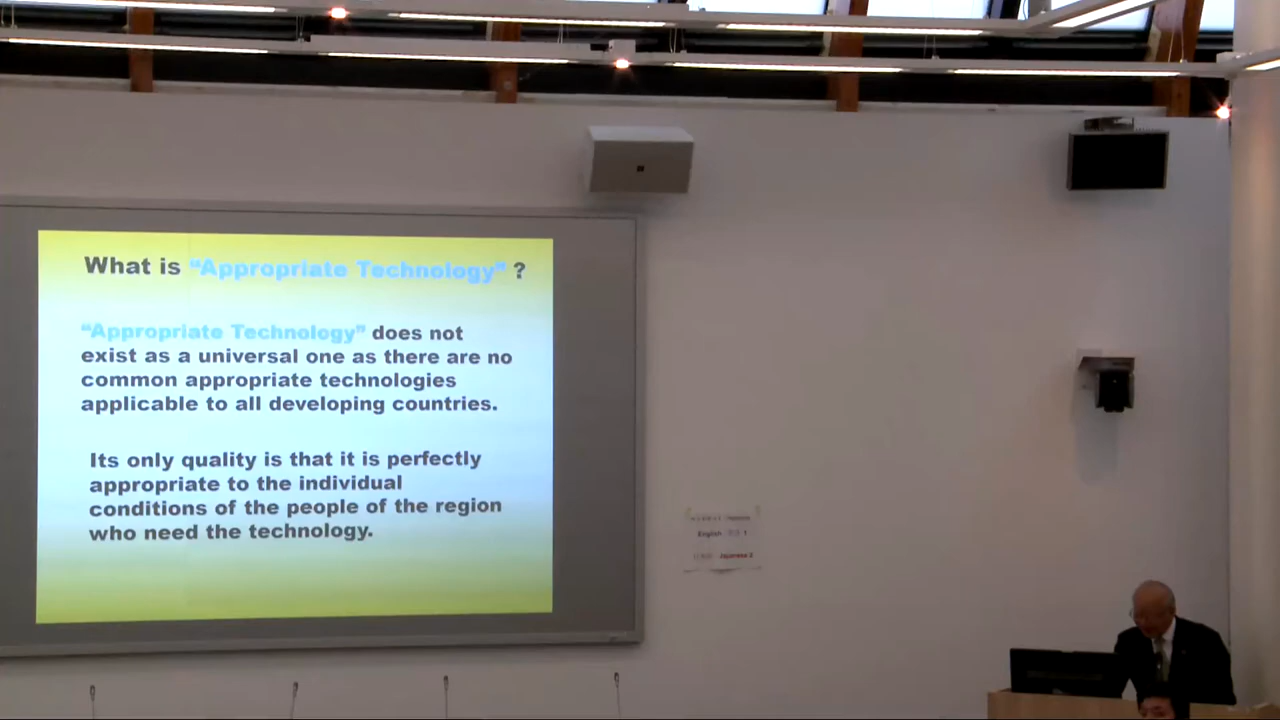 What is “Appropriate Technology” ?
“Appropriate Technology” does not
exist as a universal one as there are no
common appropriate technologies
applicable to all developing countries.
Its only quality is that it is perfectly
appropriate to the individual
conditions of the people of the region
who need the technology.
English 1
Japanese 2